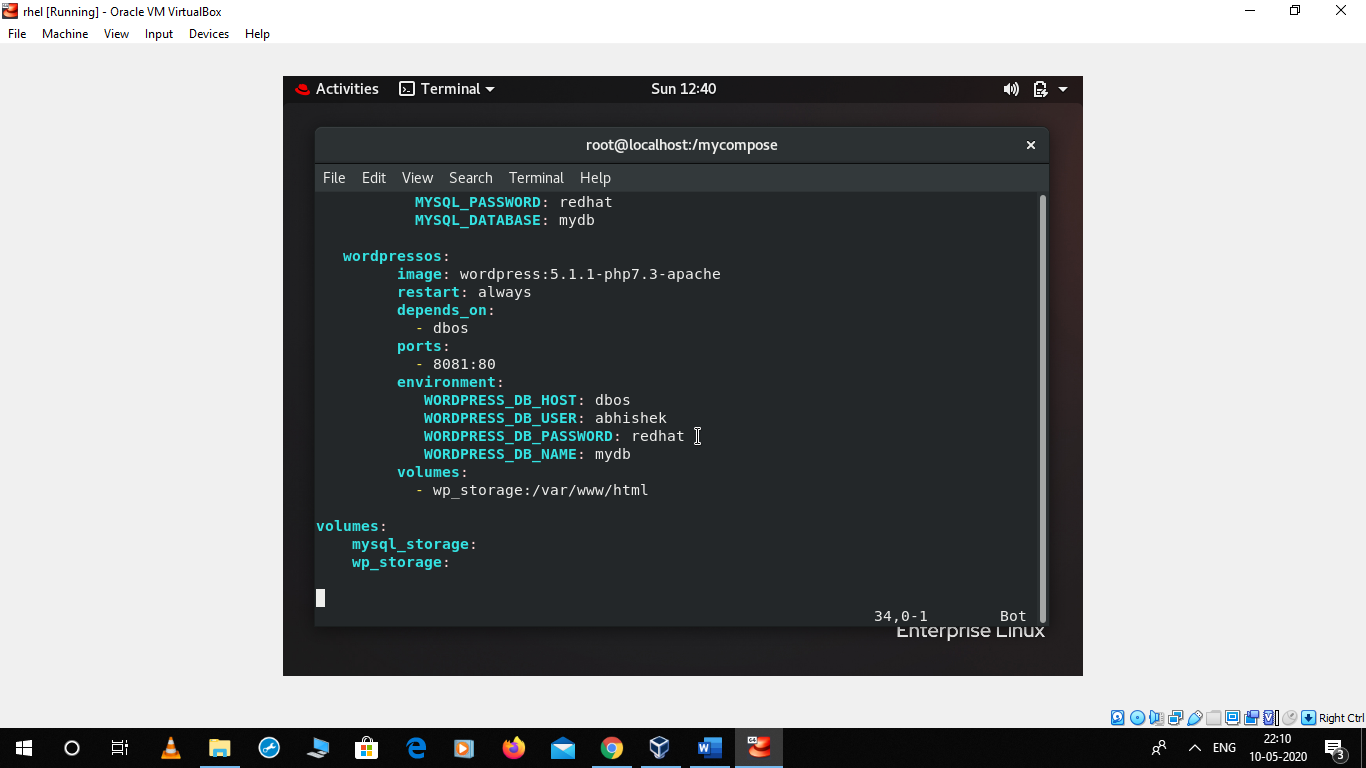 rhel [Running] - Oracle VM VirtualBox
File Machine View Input Devices Help
Activities Terminal Sun 12:40
root@localhost:/mycompose
File Edit View Search Terminal Help
MYSQL_PASSWORD: redhat
MYSQL_DATABASE: mydb
wordpressos:
image: wordpress:5.1.1-php7.3-apache
restart: always
depends_on:
- dbos
ports:
- 8081:80
environment:
WORDPRESS_DB_HOST: dbos
WORDPRESS_DB_USER: abhishek
WORDPRESS_DB_PASSWORD: redhat
WORDPRESS_DB_NAME: mydb
volumes:
- wp_storage:/var/www/html
volumes:
mysql_storage:
wp_storage:
34,0-1 Bot
Enterprise Linux
Right Ctrl
ENG
22:10
10-05-2020
3